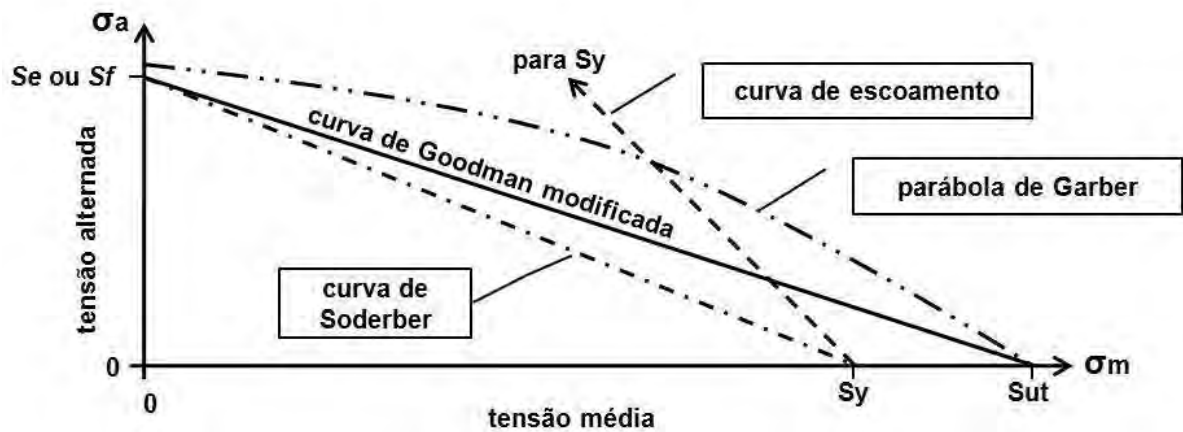 σa
Se ou Sf
tensão alternada
0
0
para Sy
curva de escoamento
curva de Goodman modificada
parábola de Garber
curva de
Soderber
σm
Sy
Sut
tensão média